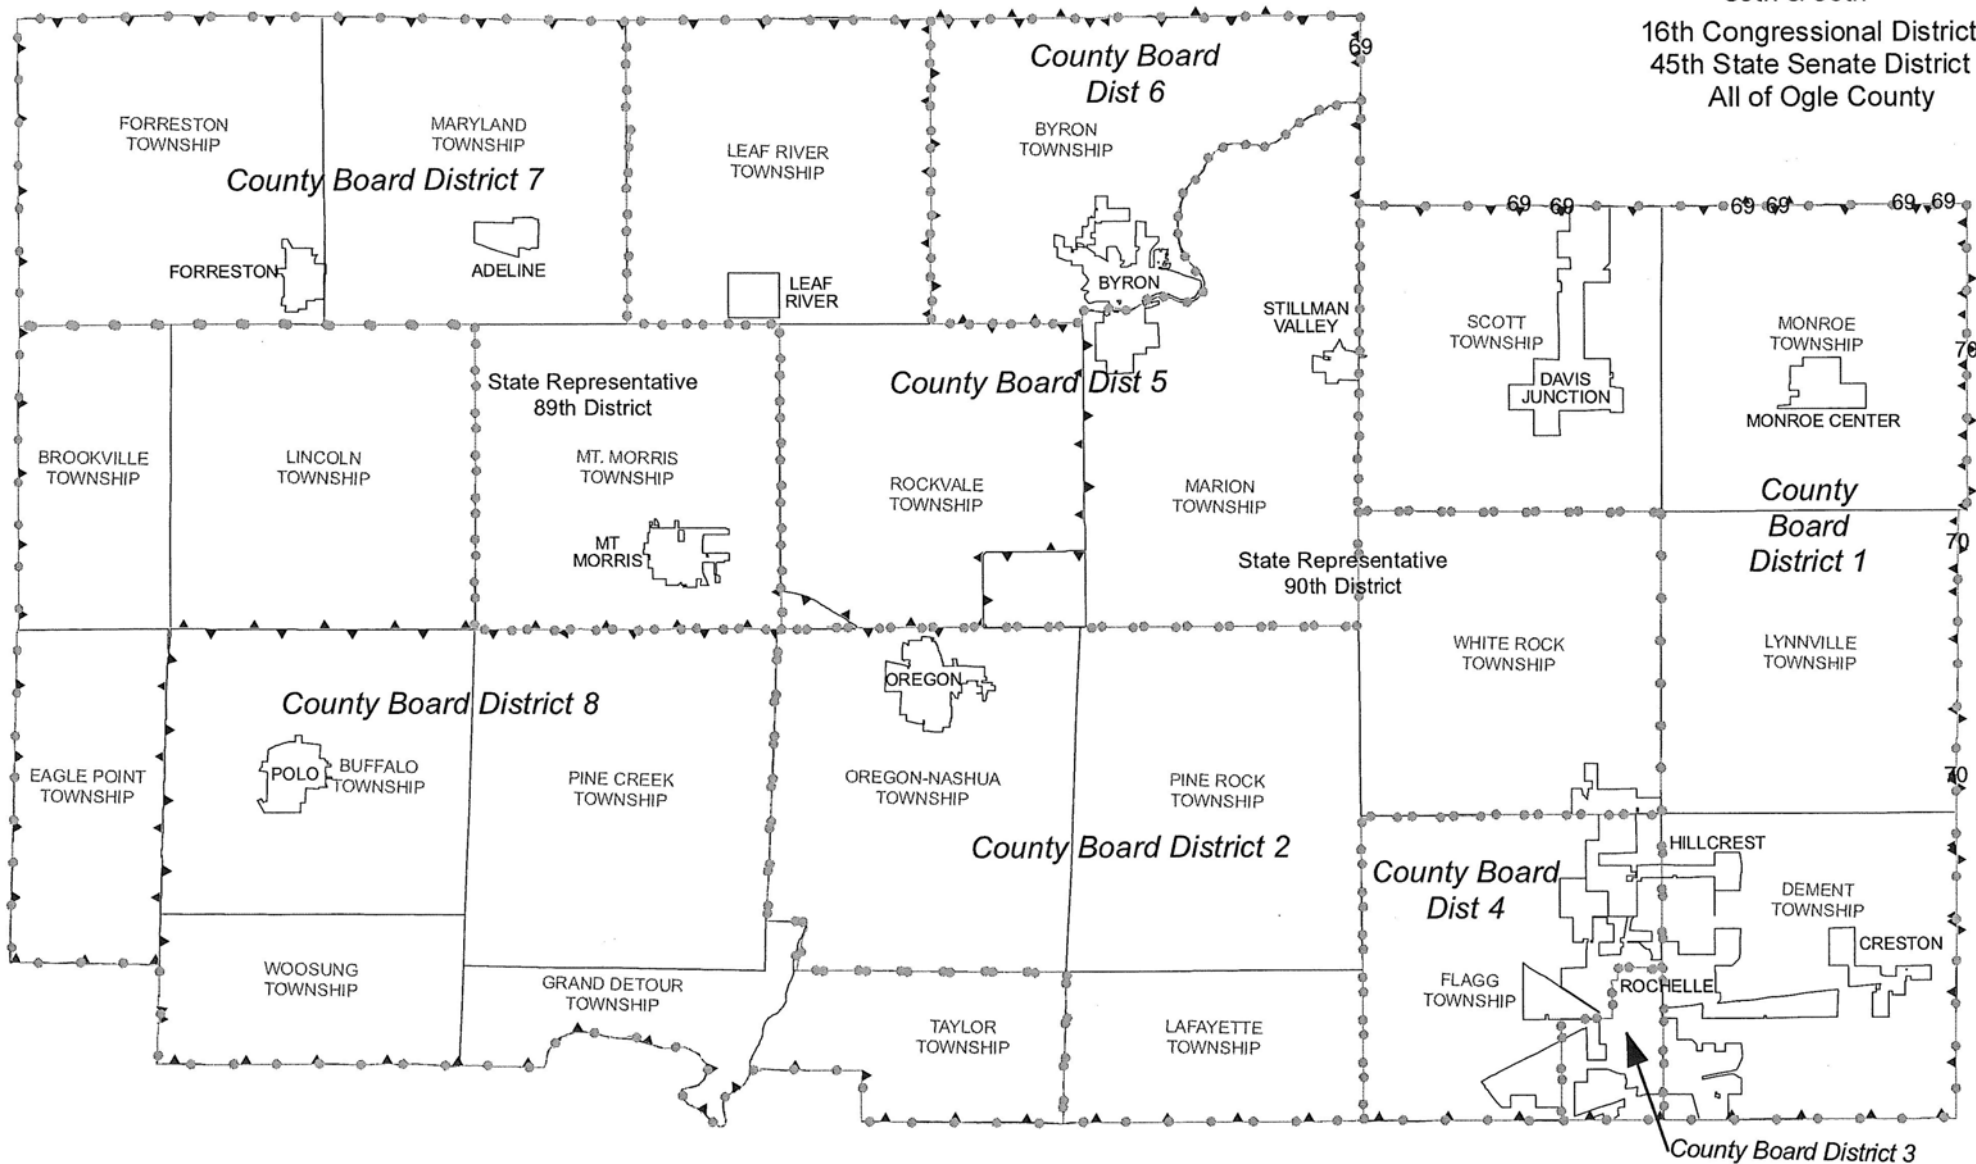 16th Congressional District
45th State Senate District
All of Ogle County
County Board
Dist 6
69
FORRESTON
TOWNSHIP
MARYLAND
TOWNSHIP
LEAF RIVER
TOWNSHIP
BYRON
TOWNSHIP
County Board District 7
69
69
69
69
69
69
FORRESTON
ADELINE
LEAF
RIVER
BYRON
STILLMAN
VALLEY
SCOTT
TOWNSHIP
MONROE
TOWNSHIP
70
State Representative
89th District
County Board Dist 5
DAVIS
JUNCTION
MONROE CENTER
BROOKVILLE
TOWNSHIP
LINCOLN
TOWNSHIP
MT. MORRIS
TOWNSHIP
ROCKVALE
TOWNSHIP
MARION
TOWNSHIP
County
Board
District 1
70
MT
MORRIS
State Representative
90th District
WHITE ROCK
TOWNSHIP
LYNNVILLE
TOWNSHIP
OREGON
County Board District 8
EAGLE POINT
TOWNSHIP
POLO
BUFFALO
TOWNSHIP
PINE CREEK
TOWNSHIP
OREGON-NASHUA
TOWNSHIP
PINE ROCK
TOWNSHIP
70
County Board District 2
HILLCREST
County Board
Dist 4
DEMENT
TOWNSHIP
CRESTON
WOOSUNG
TOWNSHIP
GRAND DETOUR
TOWNSHIP
FLAGG
TOWNSHIP
ROCHELLE
TAYLOR
TOWNSHIP
LAFAYETTE
TOWNSHIP
County Board District 3